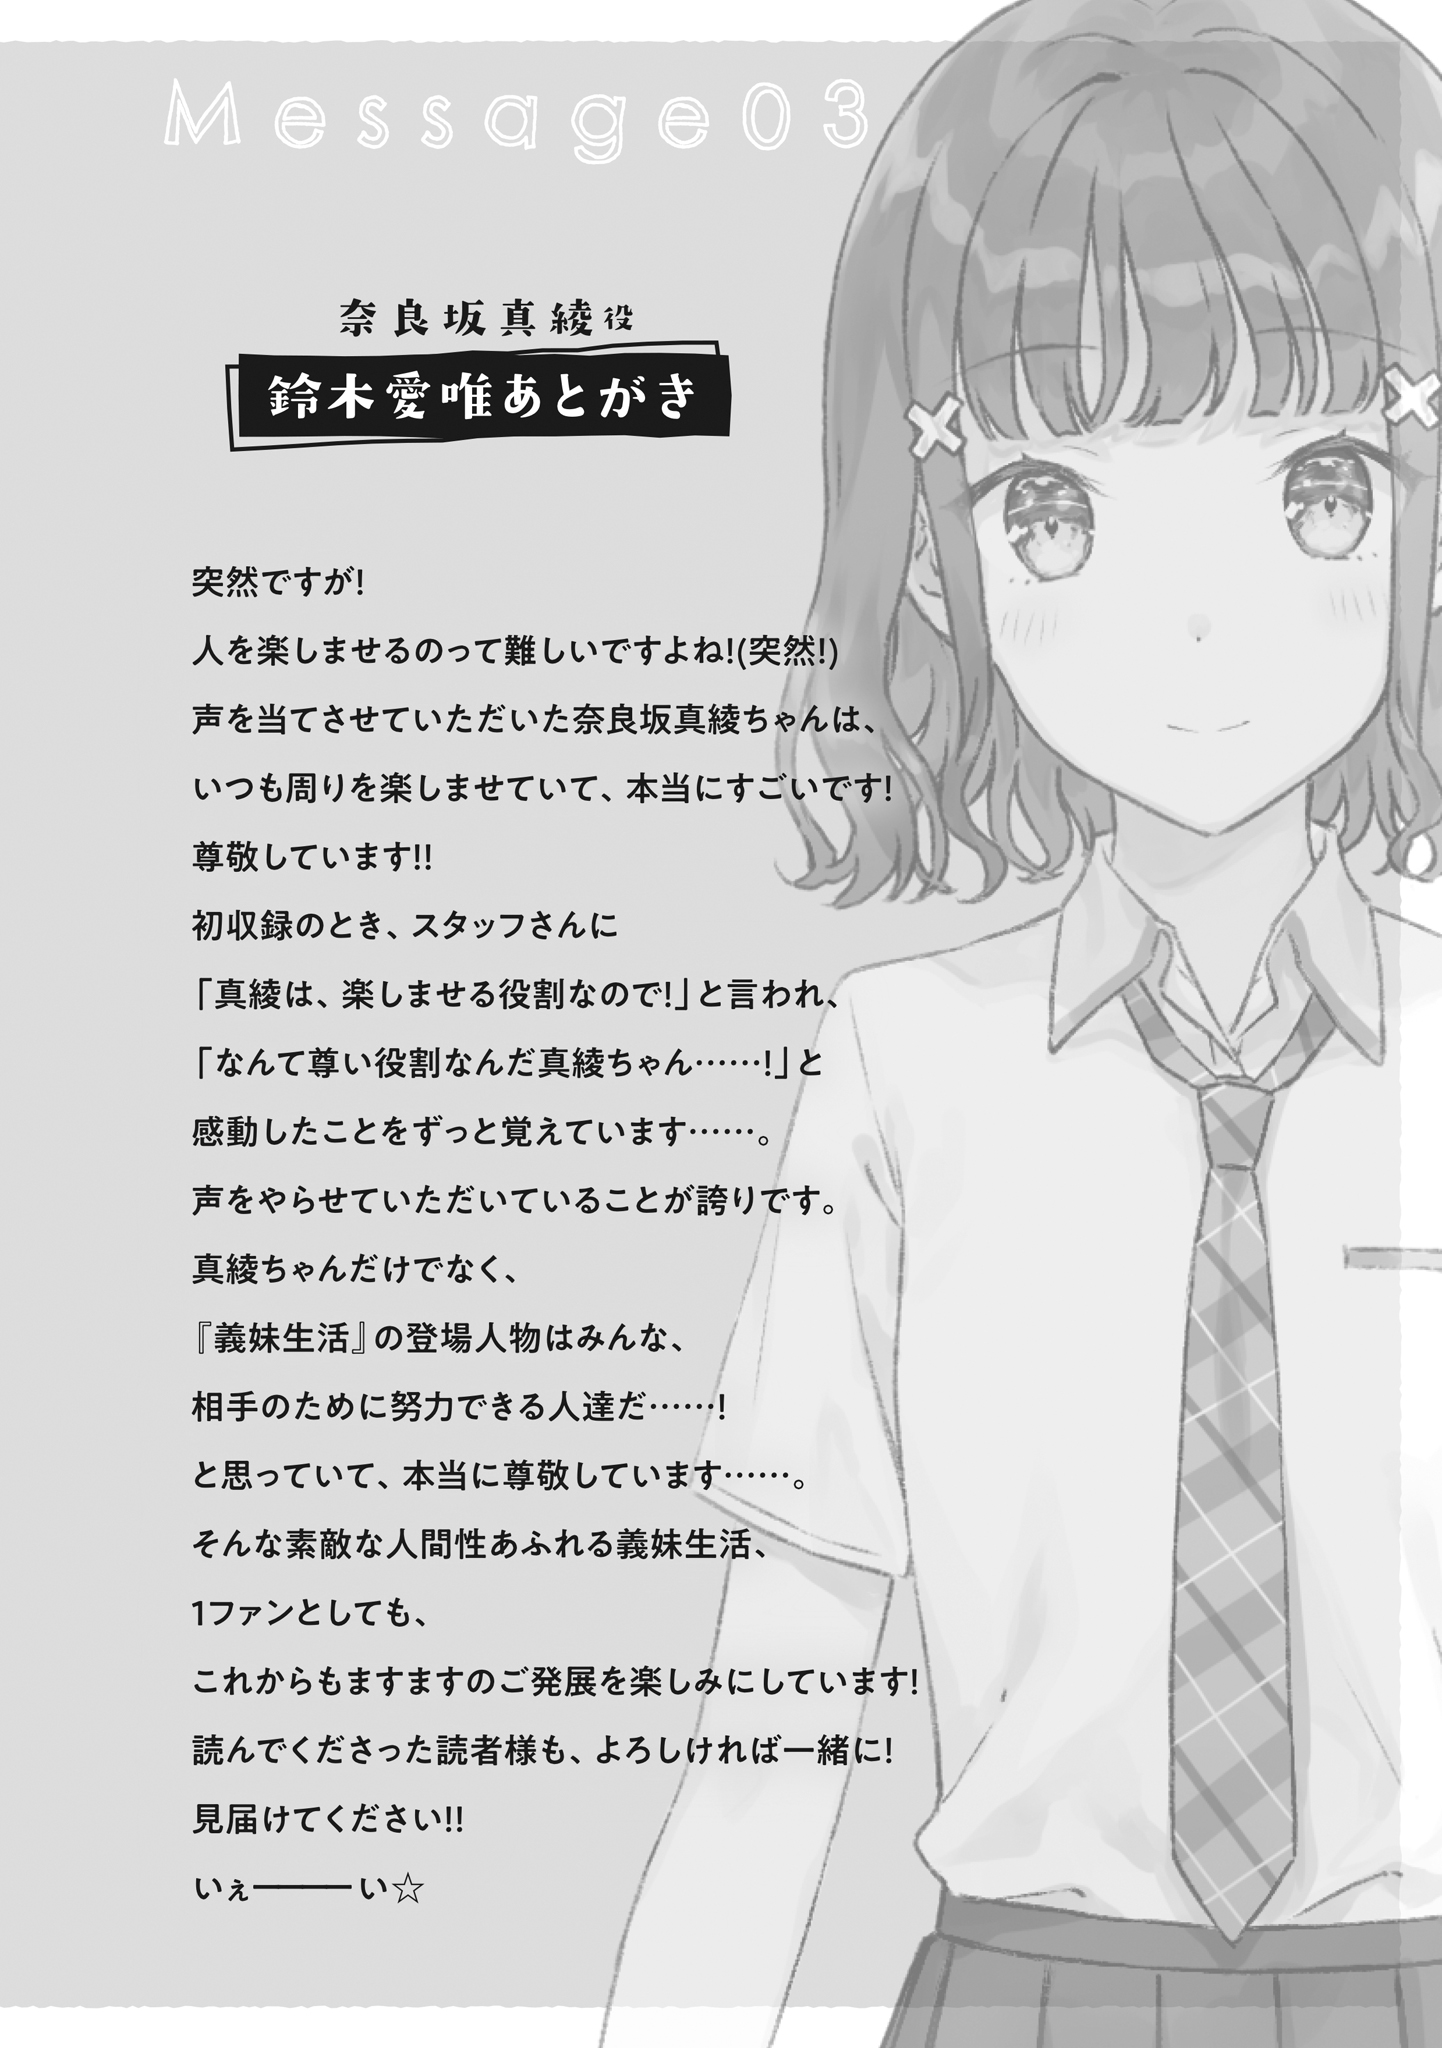 Message03
奈良坂真綾役
鈴木愛唯あとがき
突然ですが!
人を楽しませるのって難しいですよね!(突然!)
声を当てさせていただいた奈良坂真綾ちゃんは、
いつも周りを楽しませていて、本当にすごいです!
尊敬しています!!
初収録のとき、スタッフさんに
「真綾は、楽しませる役割なので!」と言われ、
「なんて尊い役割なんだ真綾ちゃん……!」と
感動したことをずっと覚えています……。
声をやらせていただいていることが誇りです。
真綾ちゃんだけでなく、
『義妹生活』の登場人物はみんな、
相手のために努力できる人達だ……!
と思っていて、本当に尊敬しています……。
そんな素敵な人間性あふれる義妹生活、
1ファンとしても、
これからもますますのご発展を楽しみにしています!
読んでくださった読者様も、よろしければ一緒に!
見届けてください!!
いぇ━━━い☆